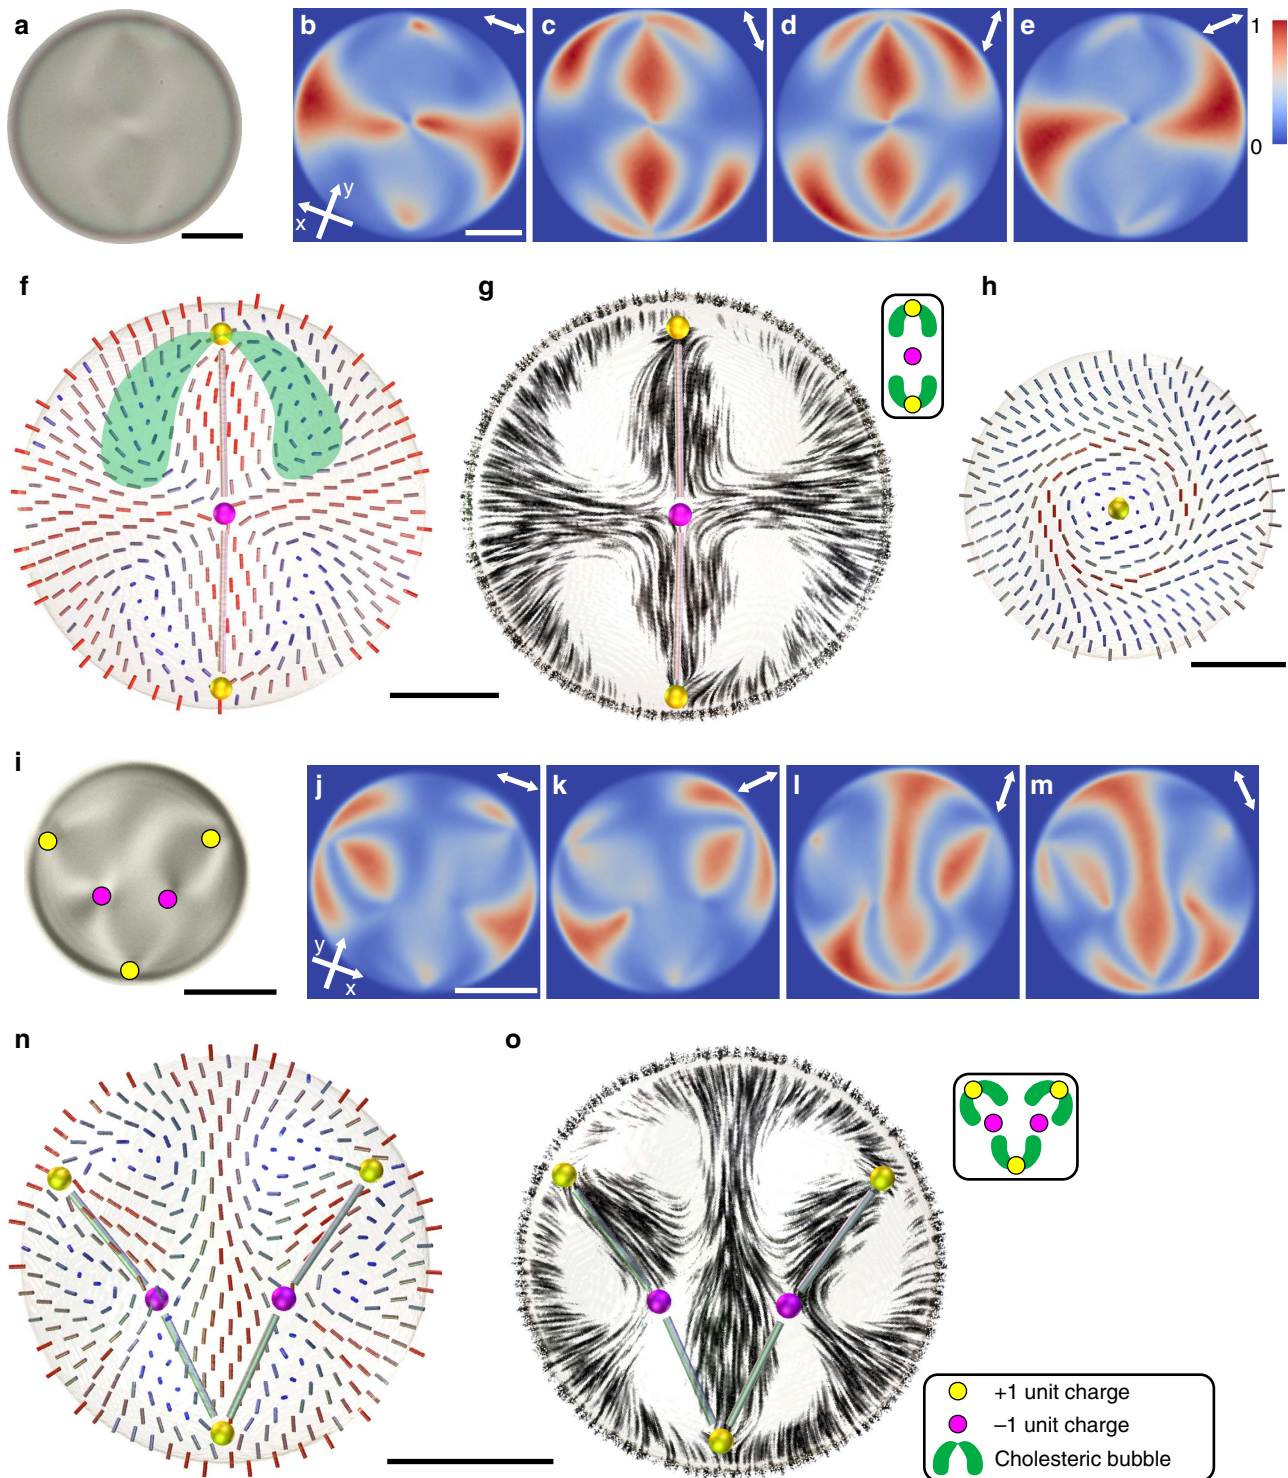 a
b
c
d
e
1
0
y
x
f
g
h
i
j
k
l
m
y
x
n
o
+1 unit charge
–1 unit charge
Cholesteric bubble